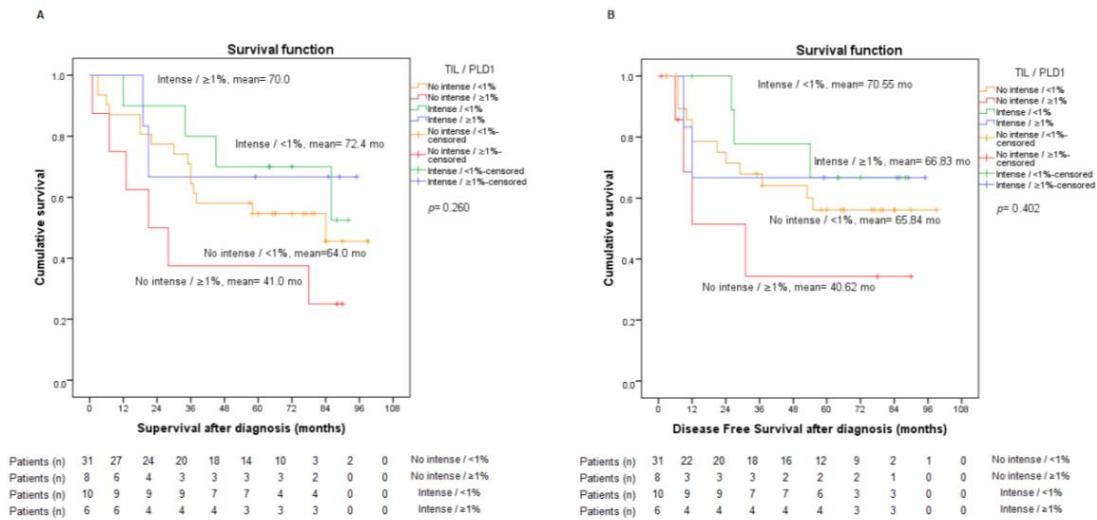 A
Survival function
Intense / ≥1%, mean= 70.0
Intense / <1%, mean= 72.4 mo
No intense / <1%, mean=64.0 mo
No intense / ≥1%, mean= 41.0 mo
Cumulative survival
1.0
0.8
0.6
0.4
0.2
0.0
0 12 24 36 48 60 72 84 96 108
Supervival after diagnosis (months)
TIL / PLD1
No intense / <1%
No intense / ≥1%
Intense / <1%
Intense / ≥1%
No intense / <1%-
censored
No intense / ≥1%-
censored
Intense / <1%-censored
Intense / ≥1%-censored
p= 0.260
Patients (n) 31 27 24 20 18 14 10 3 2 0 No intense / <1%
Patients (n) 8 6 4 3 3 3 3 2 0 0 No intense / ≥1%
Patients (n) 10 9 9 9 7 7 4 4 0 0 Intense / <1%
Patients (n) 6 6 4 4 4 3 3 3 0 0 Intense / ≥1%
B
Survival function
Intense / <1%, mean= 70.55 mo
Intense / ≥1%, mean= 66.83 mo
No intense / <1%, mean= 65.84 mo
No intense / ≥1%, mean= 40.62 mo
Cumulative survival
1.0
0.8
0.6
0.4
0.2
0.0
0 12 24 36 48 60 72 84 96 108
Disease Free Survival after diagnosis (months)
TIL / PLD1
No intense / <1%
No intense / ≥1%
Intense / <1%
Intense / ≥1%
No intense / <1%-
censored
No intense / ≥1%-
censored
Intense / <1%-censored
Intense / ≥1%-censored
p= 0.402
Patients (n) 31 22 20 18 16 12 9 2 1 0 No intense / <1%
Patients (n) 8 3 3 3 2 2 2 1 0 0 No intense / ≥1%
Patients (n) 10 9 9 7 7 6 3 3 0 0 Intense / <1%
Patients (n) 6 4 4 4 4 4 3 3 0 0 Intense / ≥1%